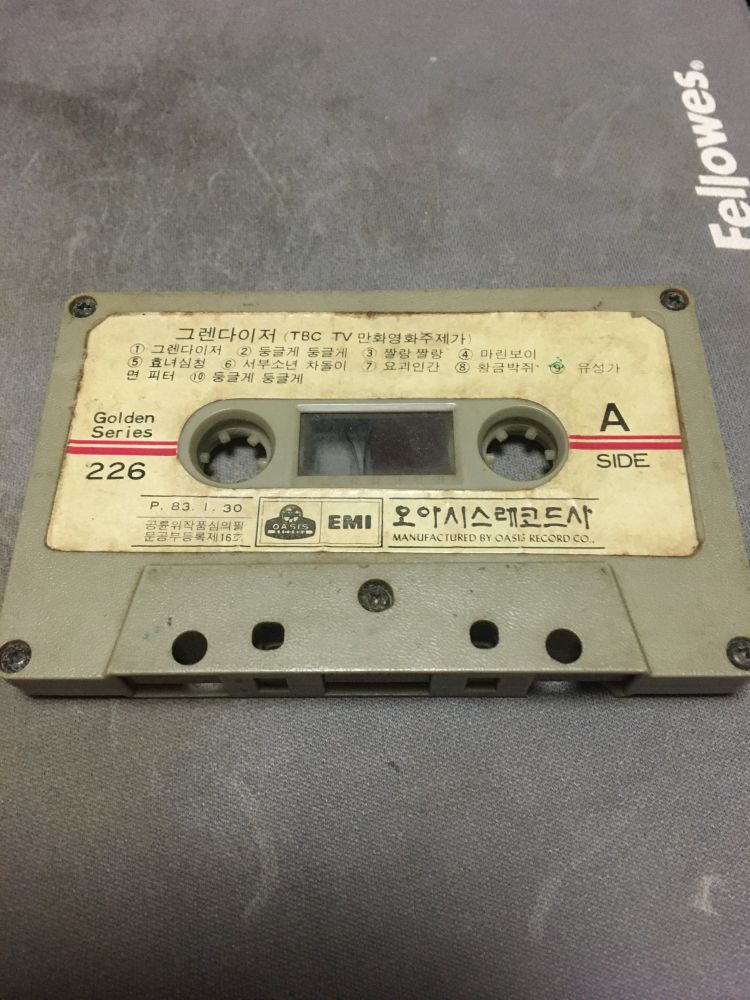 Fellowes®
그렌다이저 (TBC TV 만화영화주제가)
① 그렌다이저 ② 둥글게 둥글게 ③ 짤랑 짤랑 ④ 마린보이
⑤ 효녀심청 ⑥ 서부소년 차돌이 ⑦ 요괴인간 ⑧ 황금박쥐 ⑨ 유성가
면 피터 ⑩ 둥글게 둥글게
Golden
Series
226
A
SIDE
P. 83. 1. 30
공륜위작품심의필
문공부등록제16호
OASIS
EMI
오아시스레코드사
MANUFACTURED BY OASIS RECORD CO.,